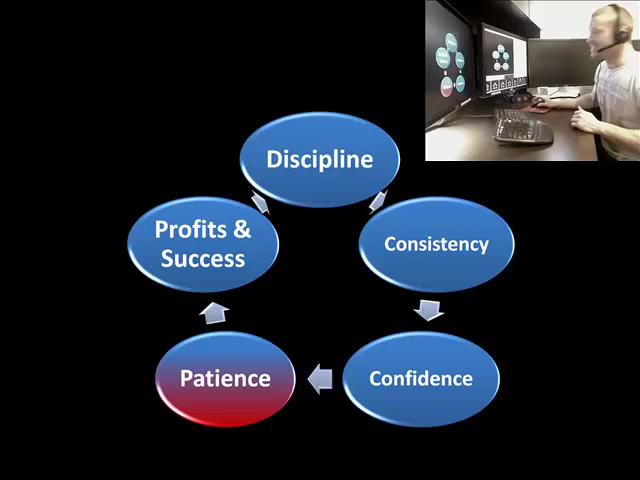 Discipline
Profits &
Success
Consistency
Patience
Confidence